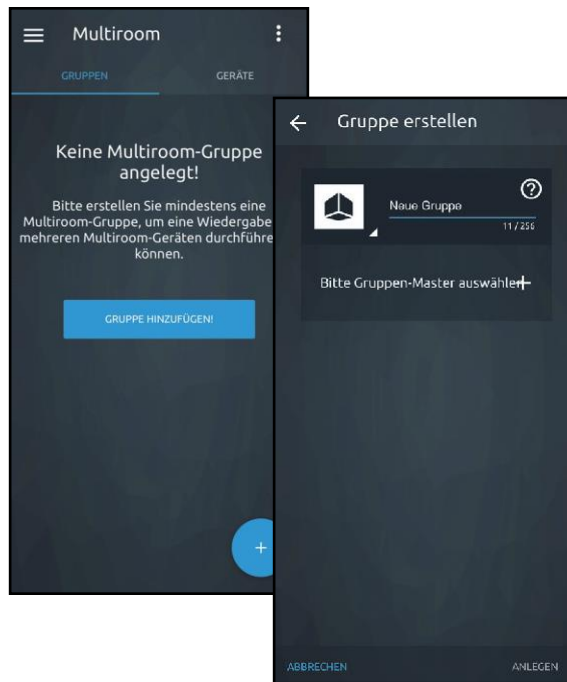 Multiroom
GRUPPEN
GERÄTE
Keine Multiroom-Gruppe
angelegt!
Bitte erstellen Sie mindestens eine
Multiroom-Gruppe, um eine Wiedergabe
mehreren Multiroom-Geräten durchführe
können.
GRUPPE HINZUFÜGEN!
+
Gruppe erstellen
Neue Gruppe
11 / 256
Bitte Gruppen-Master auswählen
ABBRECHEN
ANLEGEN